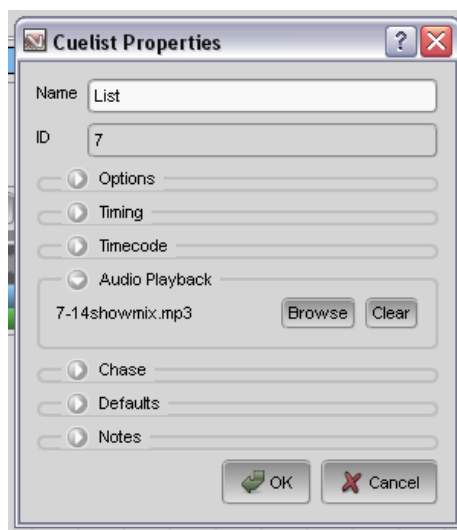 Cuelist Properties
?
Name List
ID 7
Options
Timing
Timecode
Audio Playback
7-14showmix.mp3 Browse Clear
Chase
Defaults
Notes
OK Cancel